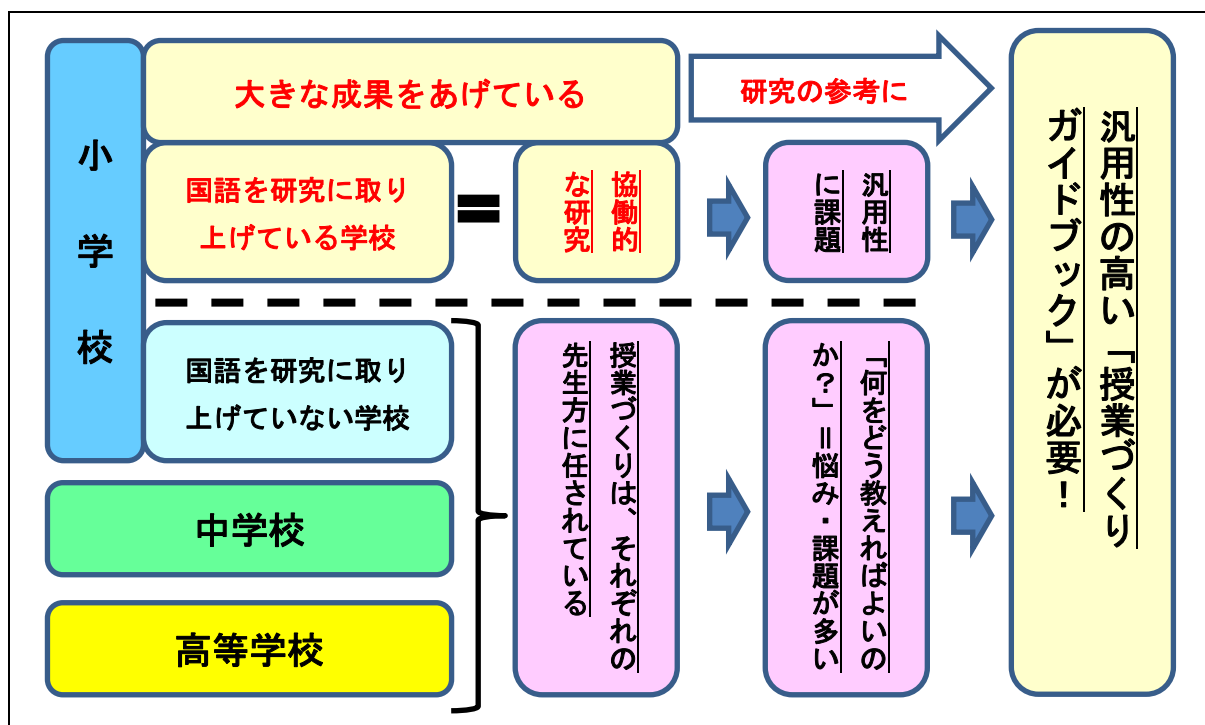 小学校
大きな成果をあげている
研究の参考に
国語を研究に取り
上げている学校
=
協働的
な研究
汎用性
に課題
国語を研究に取り
上げていない学校
中学校
高等学校
授業づくりは、それぞれの
先生方に任されている
「何をどう教えればよいの
か?」=悩み・課題が多い
汎用性の高い「授業づくり
ガイドブック」が必要!